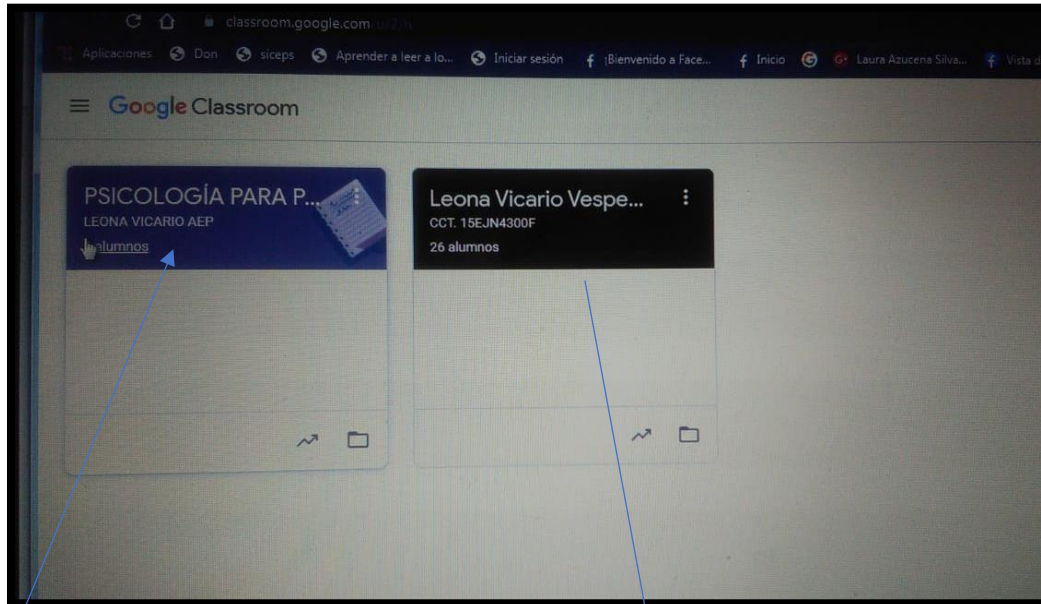 classroom.google.com/u/2/h
Aplicaciones Don siceps Aprender a leer a lo... Iniciar sesión ¡Bienvenido a Face... Inicio Laura Azucena Silva... Vista d
Google Classroom
PSICOLOGÍA PARA P...
LEONA VICARIO AEP
alumnos
Leona Vicario Vespe...
CCT. 15EJN4300F
26 alumnos